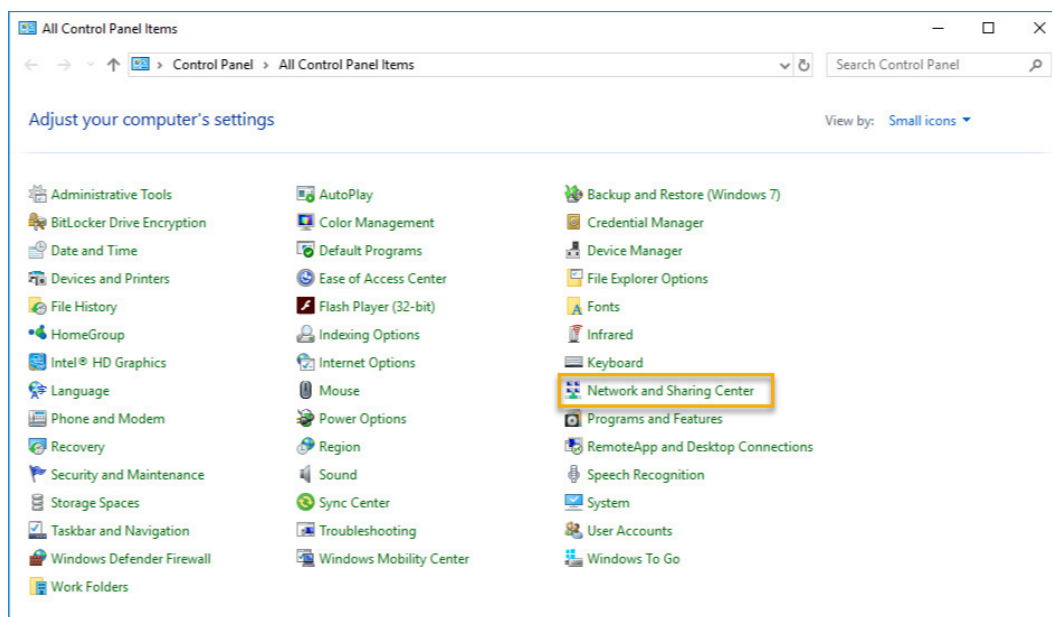 All Control Panel Items
Control Panel > All Control Panel Items
Search Control Panel
Adjust your computer's settings
View by: Small icons
Administrative Tools
AutoPlay
Backup and Restore (Windows 7)
BitLocker Drive Encryption
Color Management
Credential Manager
Date and Time
Default Programs
Device Manager
Devices and Printers
Ease of Access Center
File Explorer Options
File History
Flash Player (32-bit)
Fonts
HomeGroup
Indexing Options
Infrared
Intel® HD Graphics
Internet Options
Keyboard
Language
Mouse
Network and Sharing Center
Phone and Modem
Power Options
Programs and Features
Recovery
Region
RemoteApp and Desktop Connections
Security and Maintenance
Sound
Speech Recognition
Storage Spaces
Sync Center
System
Taskbar and Navigation
Troubleshooting
User Accounts
Windows Defender Firewall
Windows Mobility Center
Windows To Go
Work Folders